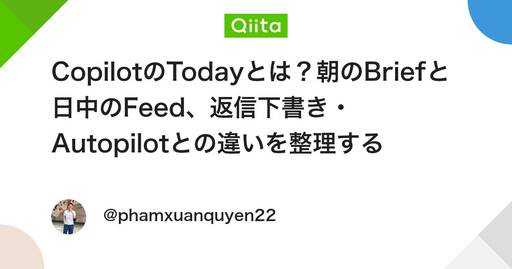 Qiita
CopilotのTodayとは？朝のBriefと
日中のFeed、返信下書き・
Autopilotとの違いを整理する
@phamxuanquyen22